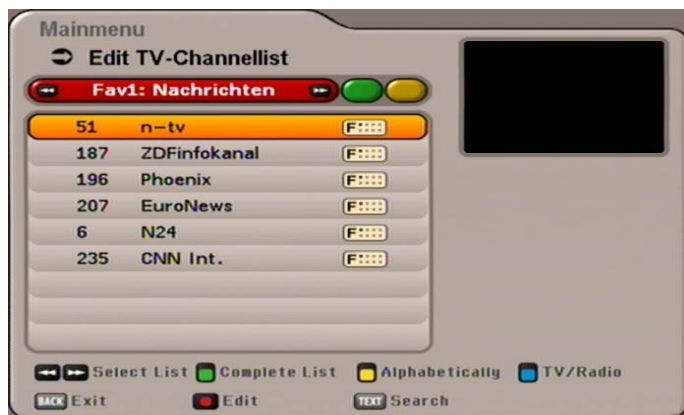 Mainmenu
Edit TV-Channellist
Fav1: Nachrichten
51 n-tv F
187 ZDFinfokanal F
196 Phoenix F
207 EuroNews F
6 N24 F
235 CNN Int. F
Select List Complete List Alphabetically TV/Radio
BACK Exit Edit TEXT Search